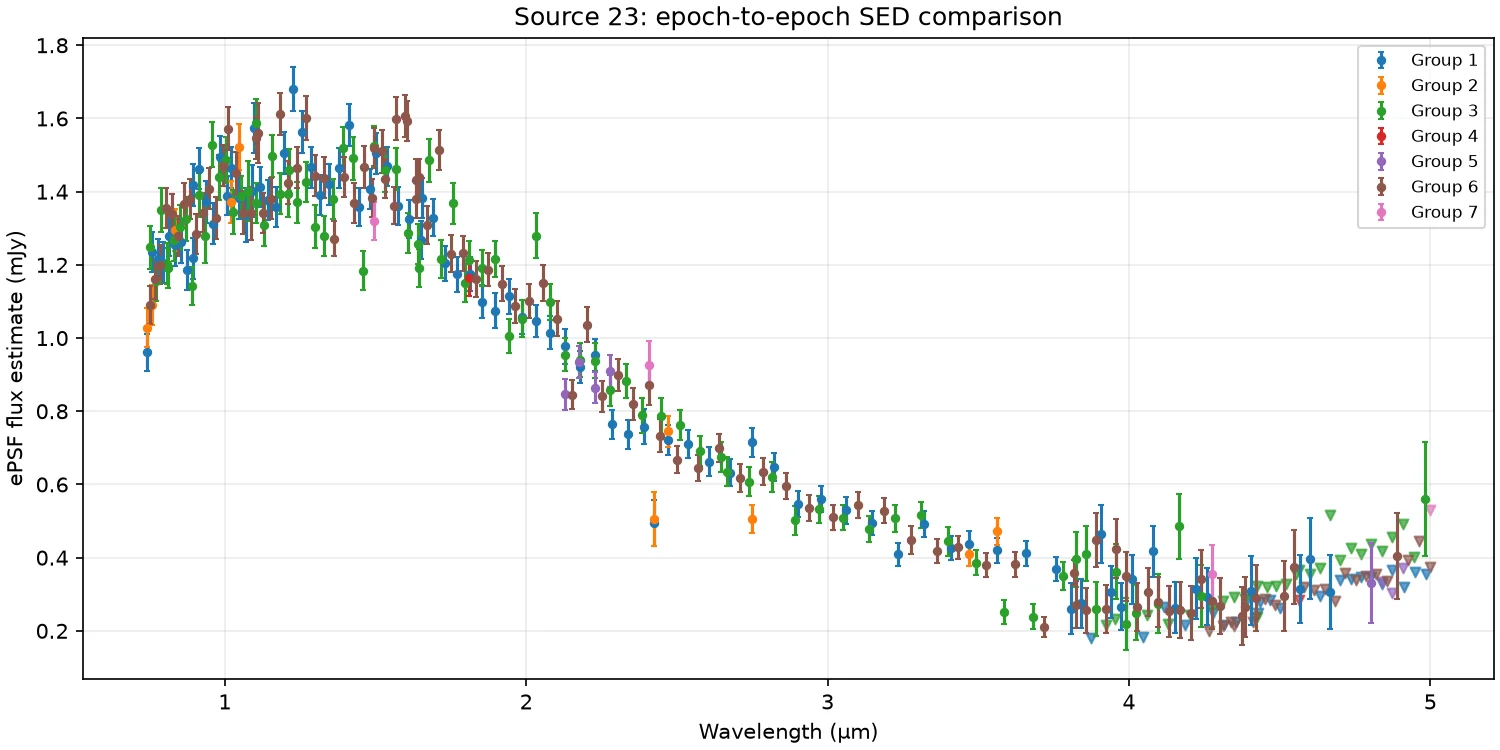 Source 23: epoch-to-epoch SED comparison
ePSF flux estimate (mJy)
1.8
1.6
1.4
1.2
1.0
0.8
0.6
0.4
0.2
Group 1
Group 2
Group 3
Group 4
Group 5
Group 6
Group 7
1 2 3 4 5
Wavelength (μm)